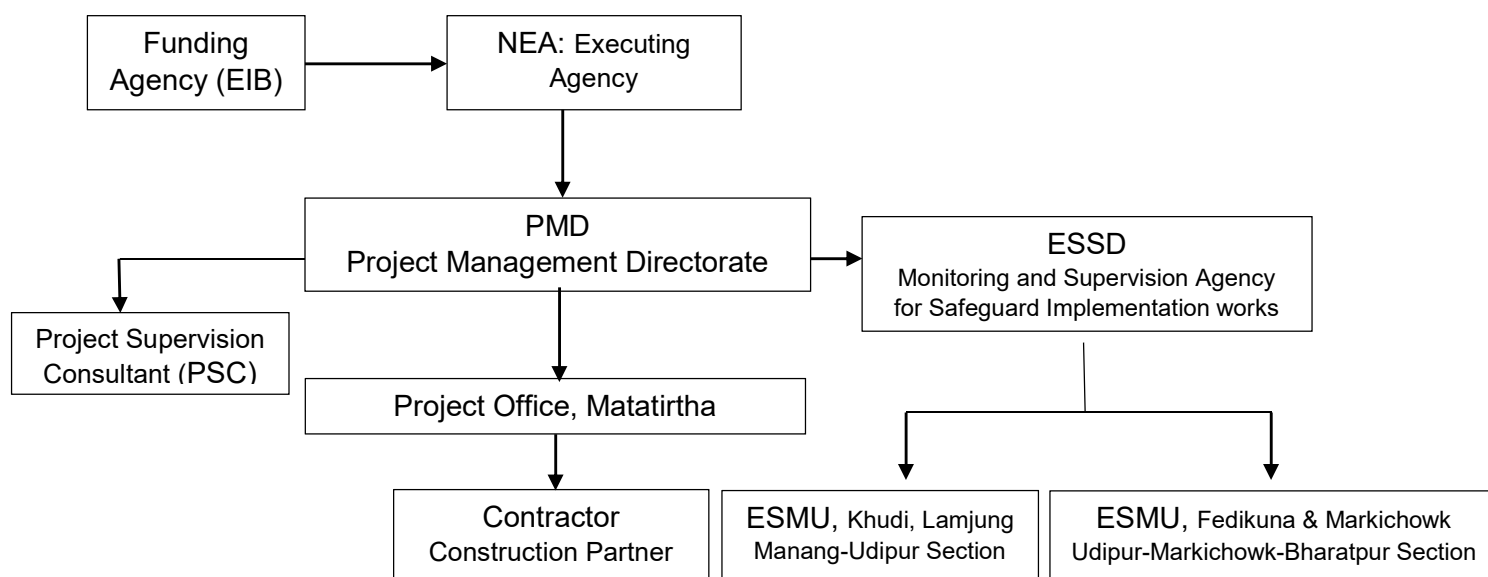 Funding
Agency (EIB)
NEA: Executing
Agency
PMD
Project Management Directorate
ESSD
Monitoring and Supervision Agency
for Safeguard Implementation works
Project Supervision
Consultant (PSC)
Project Office, Matatirtha
Contractor
Construction Partner
ESMU, Khudi, Lamjung
Manang-Udipur Section
ESMU, Fedikuna & Markichowk
Udipur-Markichowk-Bharatpur Section